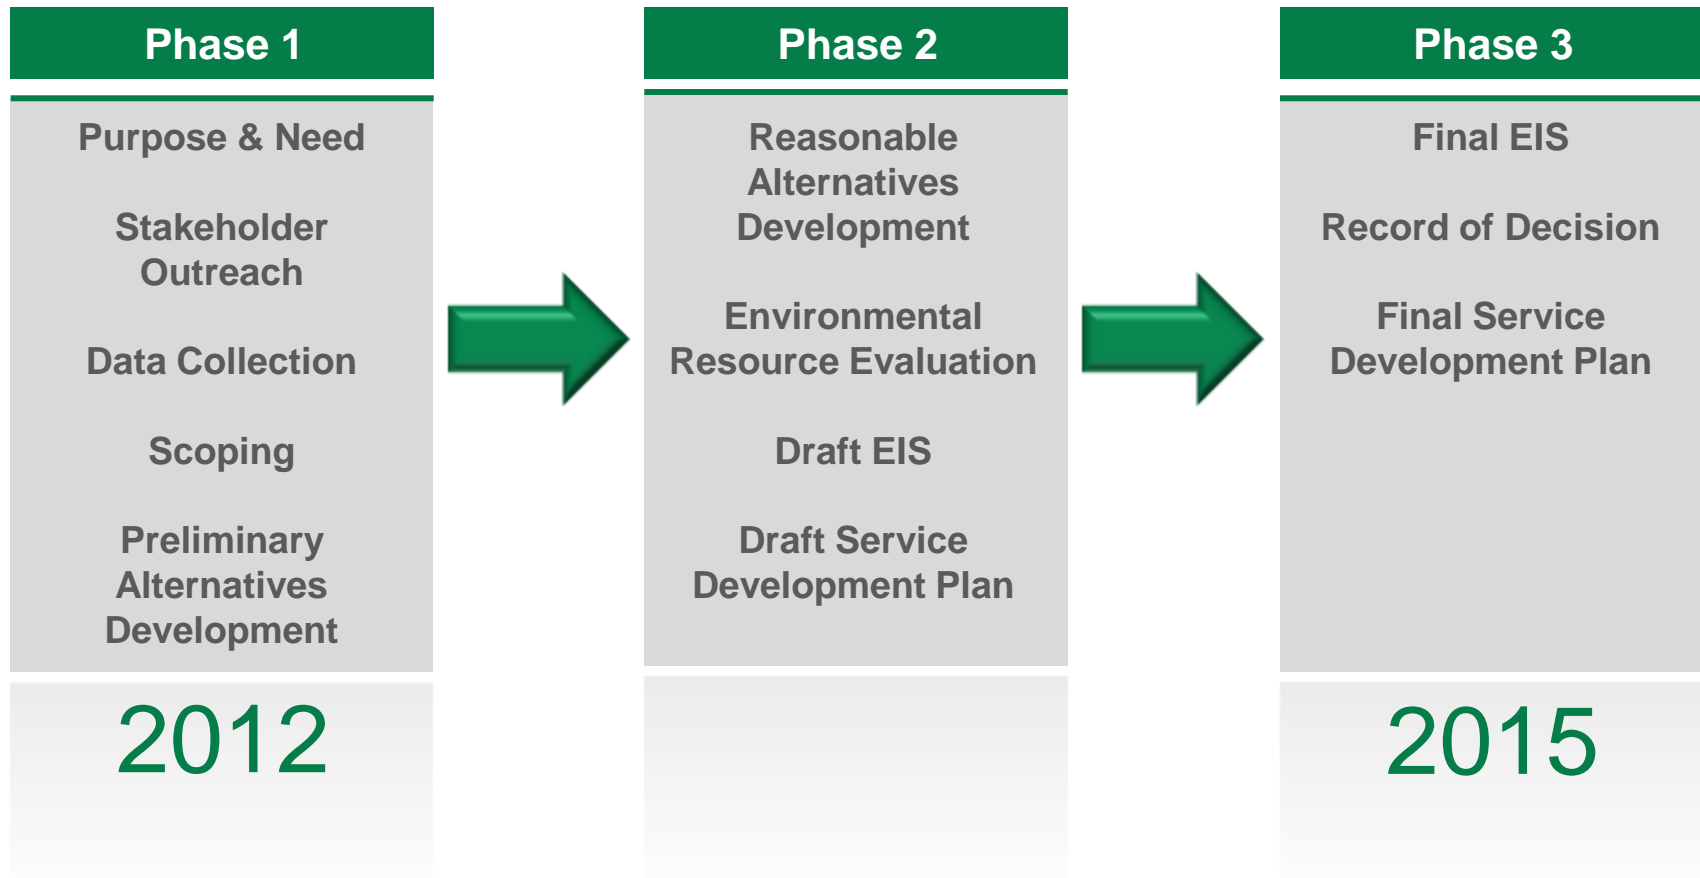 Phase 1
Purpose & Need
Stakeholder
Outreach
Data Collection
Scoping
Preliminary
Alternatives
Development
2012
Phase 2
Reasonable
Alternatives
Development
Environmental
Resource Evaluation
Draft EIS
Draft Service
Development Plan
Phase 3
Final EIS
Record of Decision
Final Service
Development Plan
2015